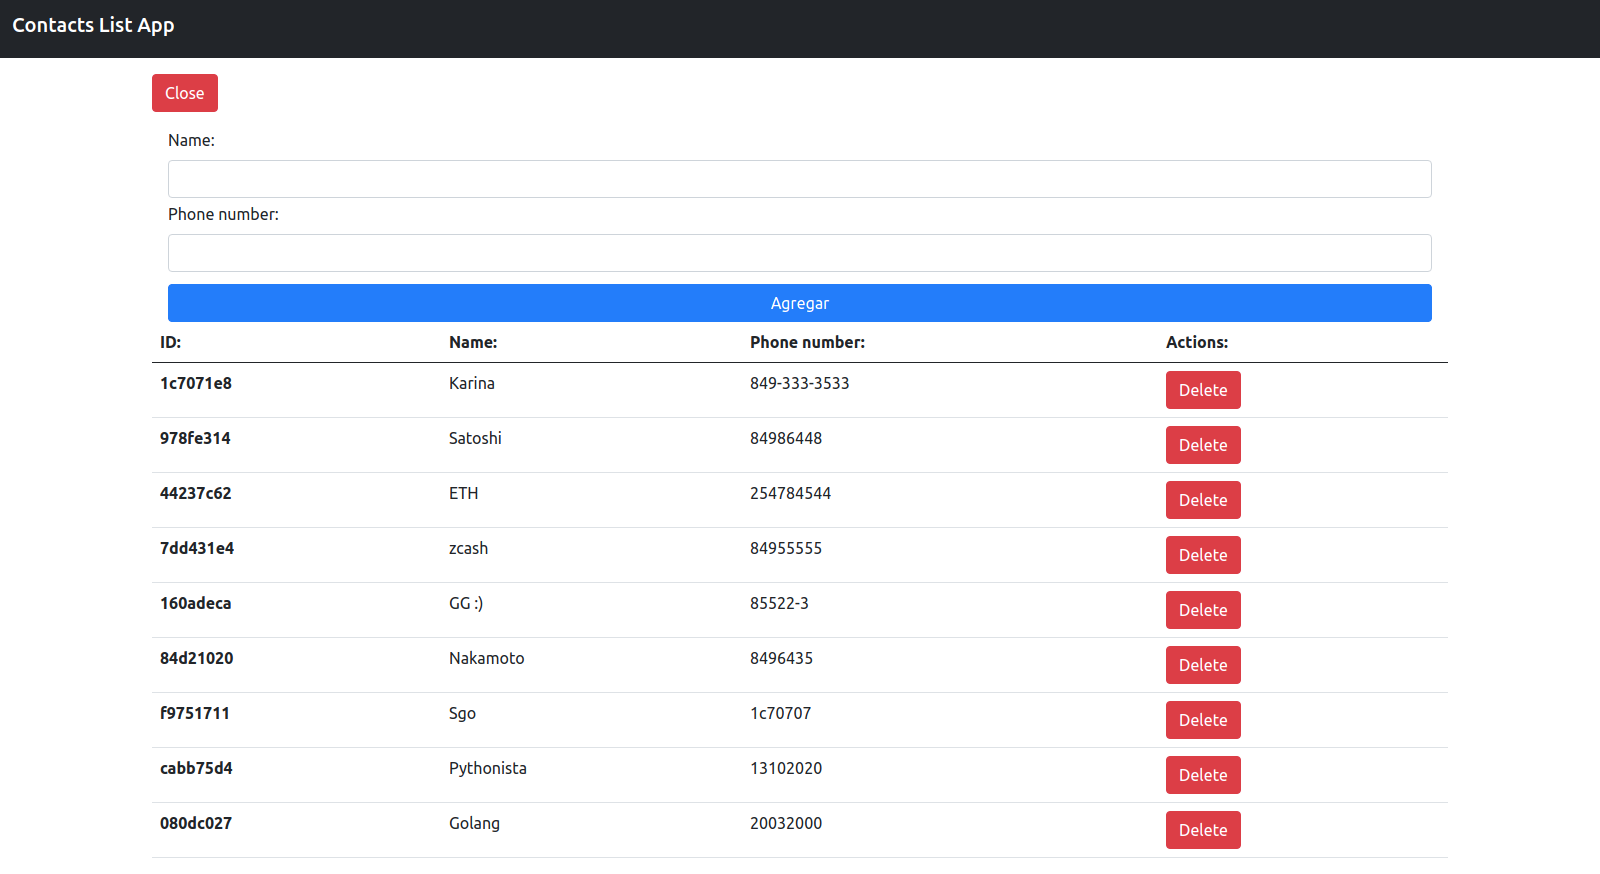 Contacts List App
Close
Name:
Phone number:
Agregar
ID: Name: Phone number: Actions:
1c7071e8 Karina 849-333-3533 Delete
978fe314 Satoshi 84986448 Delete
44237c62 ETH 254784544 Delete
7dd431e4 zcash 84955555 Delete
160adeca GG :) 85522-3 Delete
84d21020 Nakamoto 8496435 Delete
f9751711 Sgo 1c70707 Delete
cabb75d4 Pythonista 13102020 Delete
080dc027 Golang 20032000 Delete